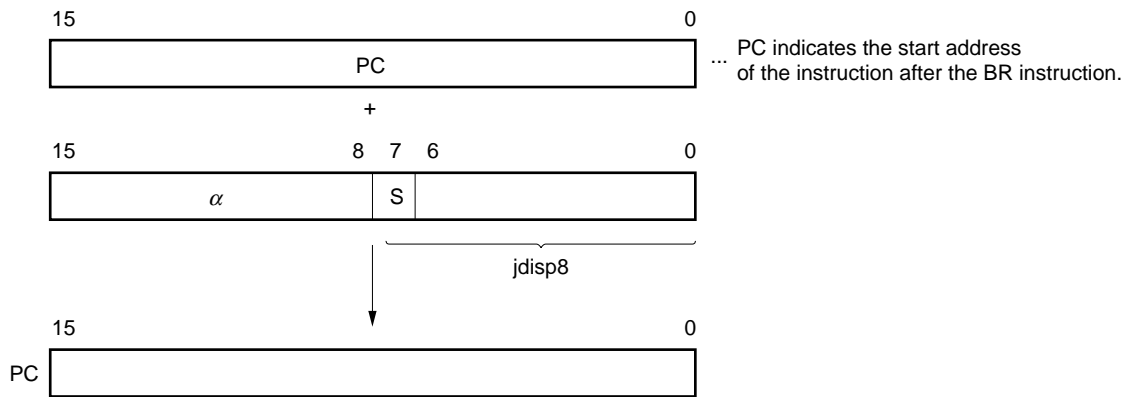 15 0
PC
... PC indicates the start address
of the instruction after the BR instruction.
+
15 8 7 6 0
α S
jdisp8
15 0
PC